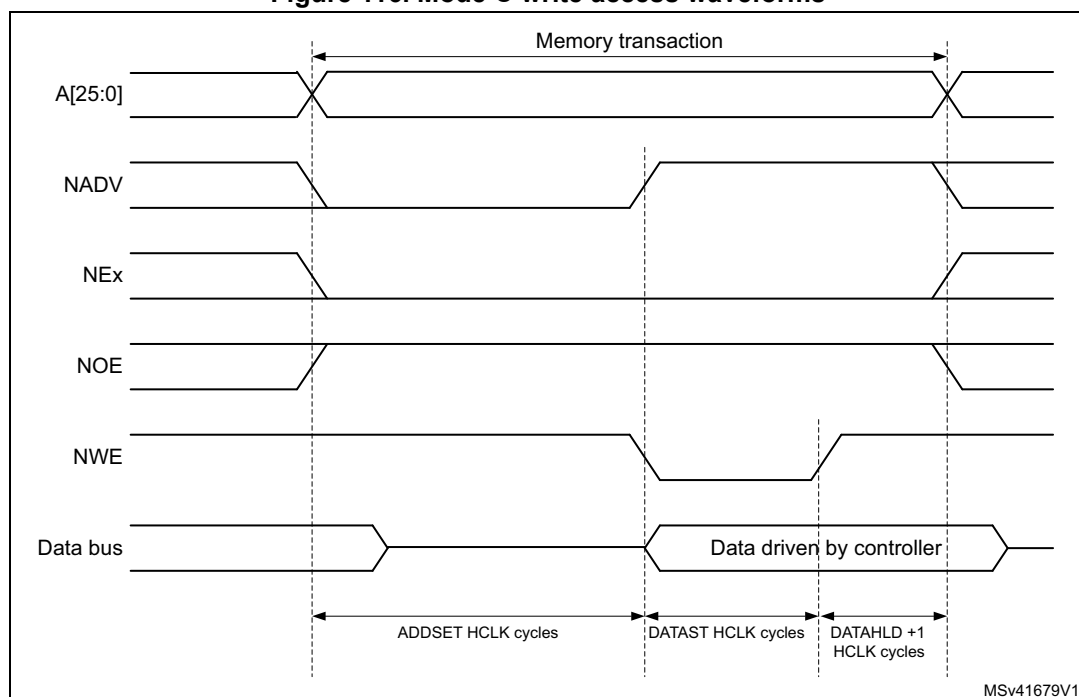 Memory transaction
A[25:0]
NADV
NEx
NOE
NWE
Data bus
Data driven by controller
ADDSET HCLK cycles
DATAST HCLK cycles
DATAHLD +1
HCLK cycles
MSv41679V1